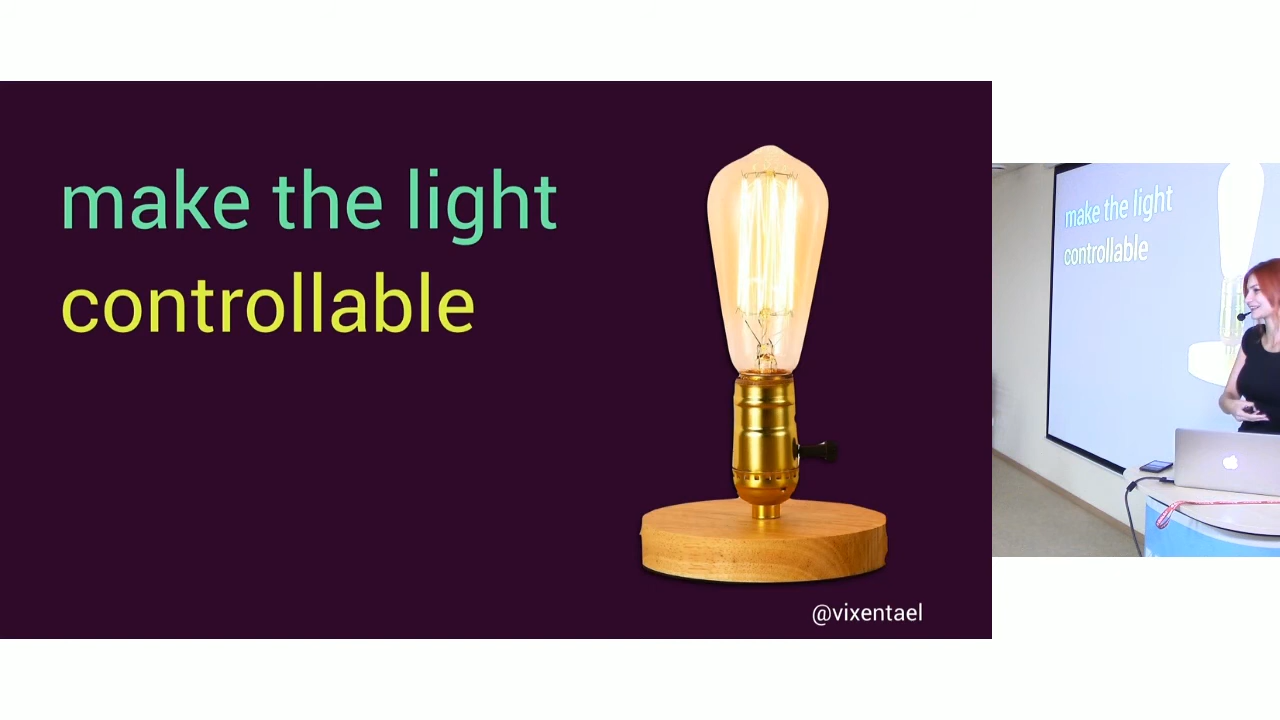 make the light
controllable
@vixentael
make the light
controllable